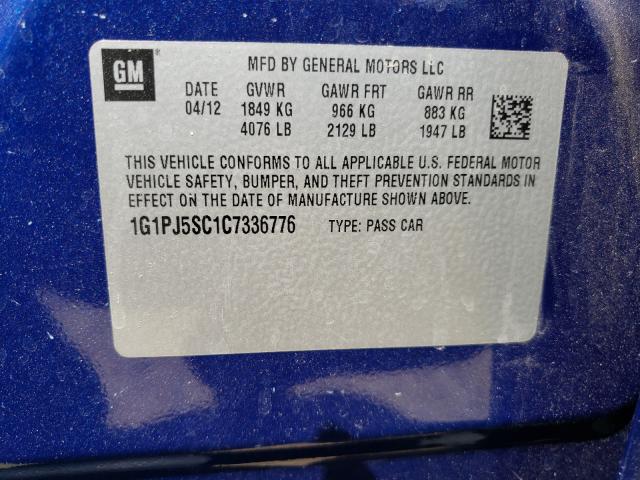 GM
MFD BY GENERAL MOTORS LLC
DATE GVWR GAWR FRT GAWR RR
04/12 1849 KG 966 KG 883 KG
4076 LB 2129 LB 1947 LB
THIS VEHICLE CONFORMS TO ALL APPLICABLE U.S. FEDERAL MOTOR
VEHICLE SAFETY, BUMPER, AND THEFT PREVENTION STANDARDS IN
EFFECT ON THE DATE OF MANUFACTURE SHOWN ABOVE.
1G1PJ5SC1C7336776 TYPE: PASS CAR